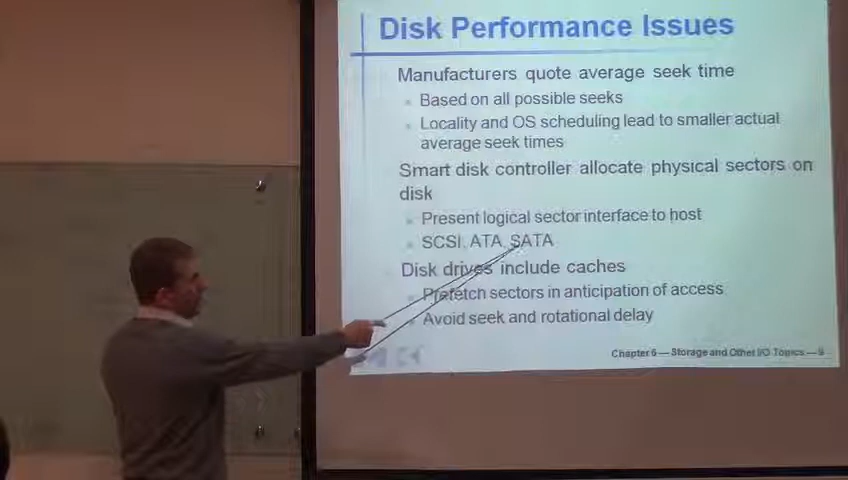 Disk Performance Issues
Manufacturers quote average seek time
Based on all possible seeks
Locality and OS scheduling lead to smaller actual
average seek times
Smart disk controller allocate physical sectors on
disk
Present logical sector interface to host
SCSI, ATA, SATA
Disk drives include caches
Prefetch sectors in anticipation of access
Avoid seek and rotational delay
Chapter 6 — Storage and Other I/O Topics — 9